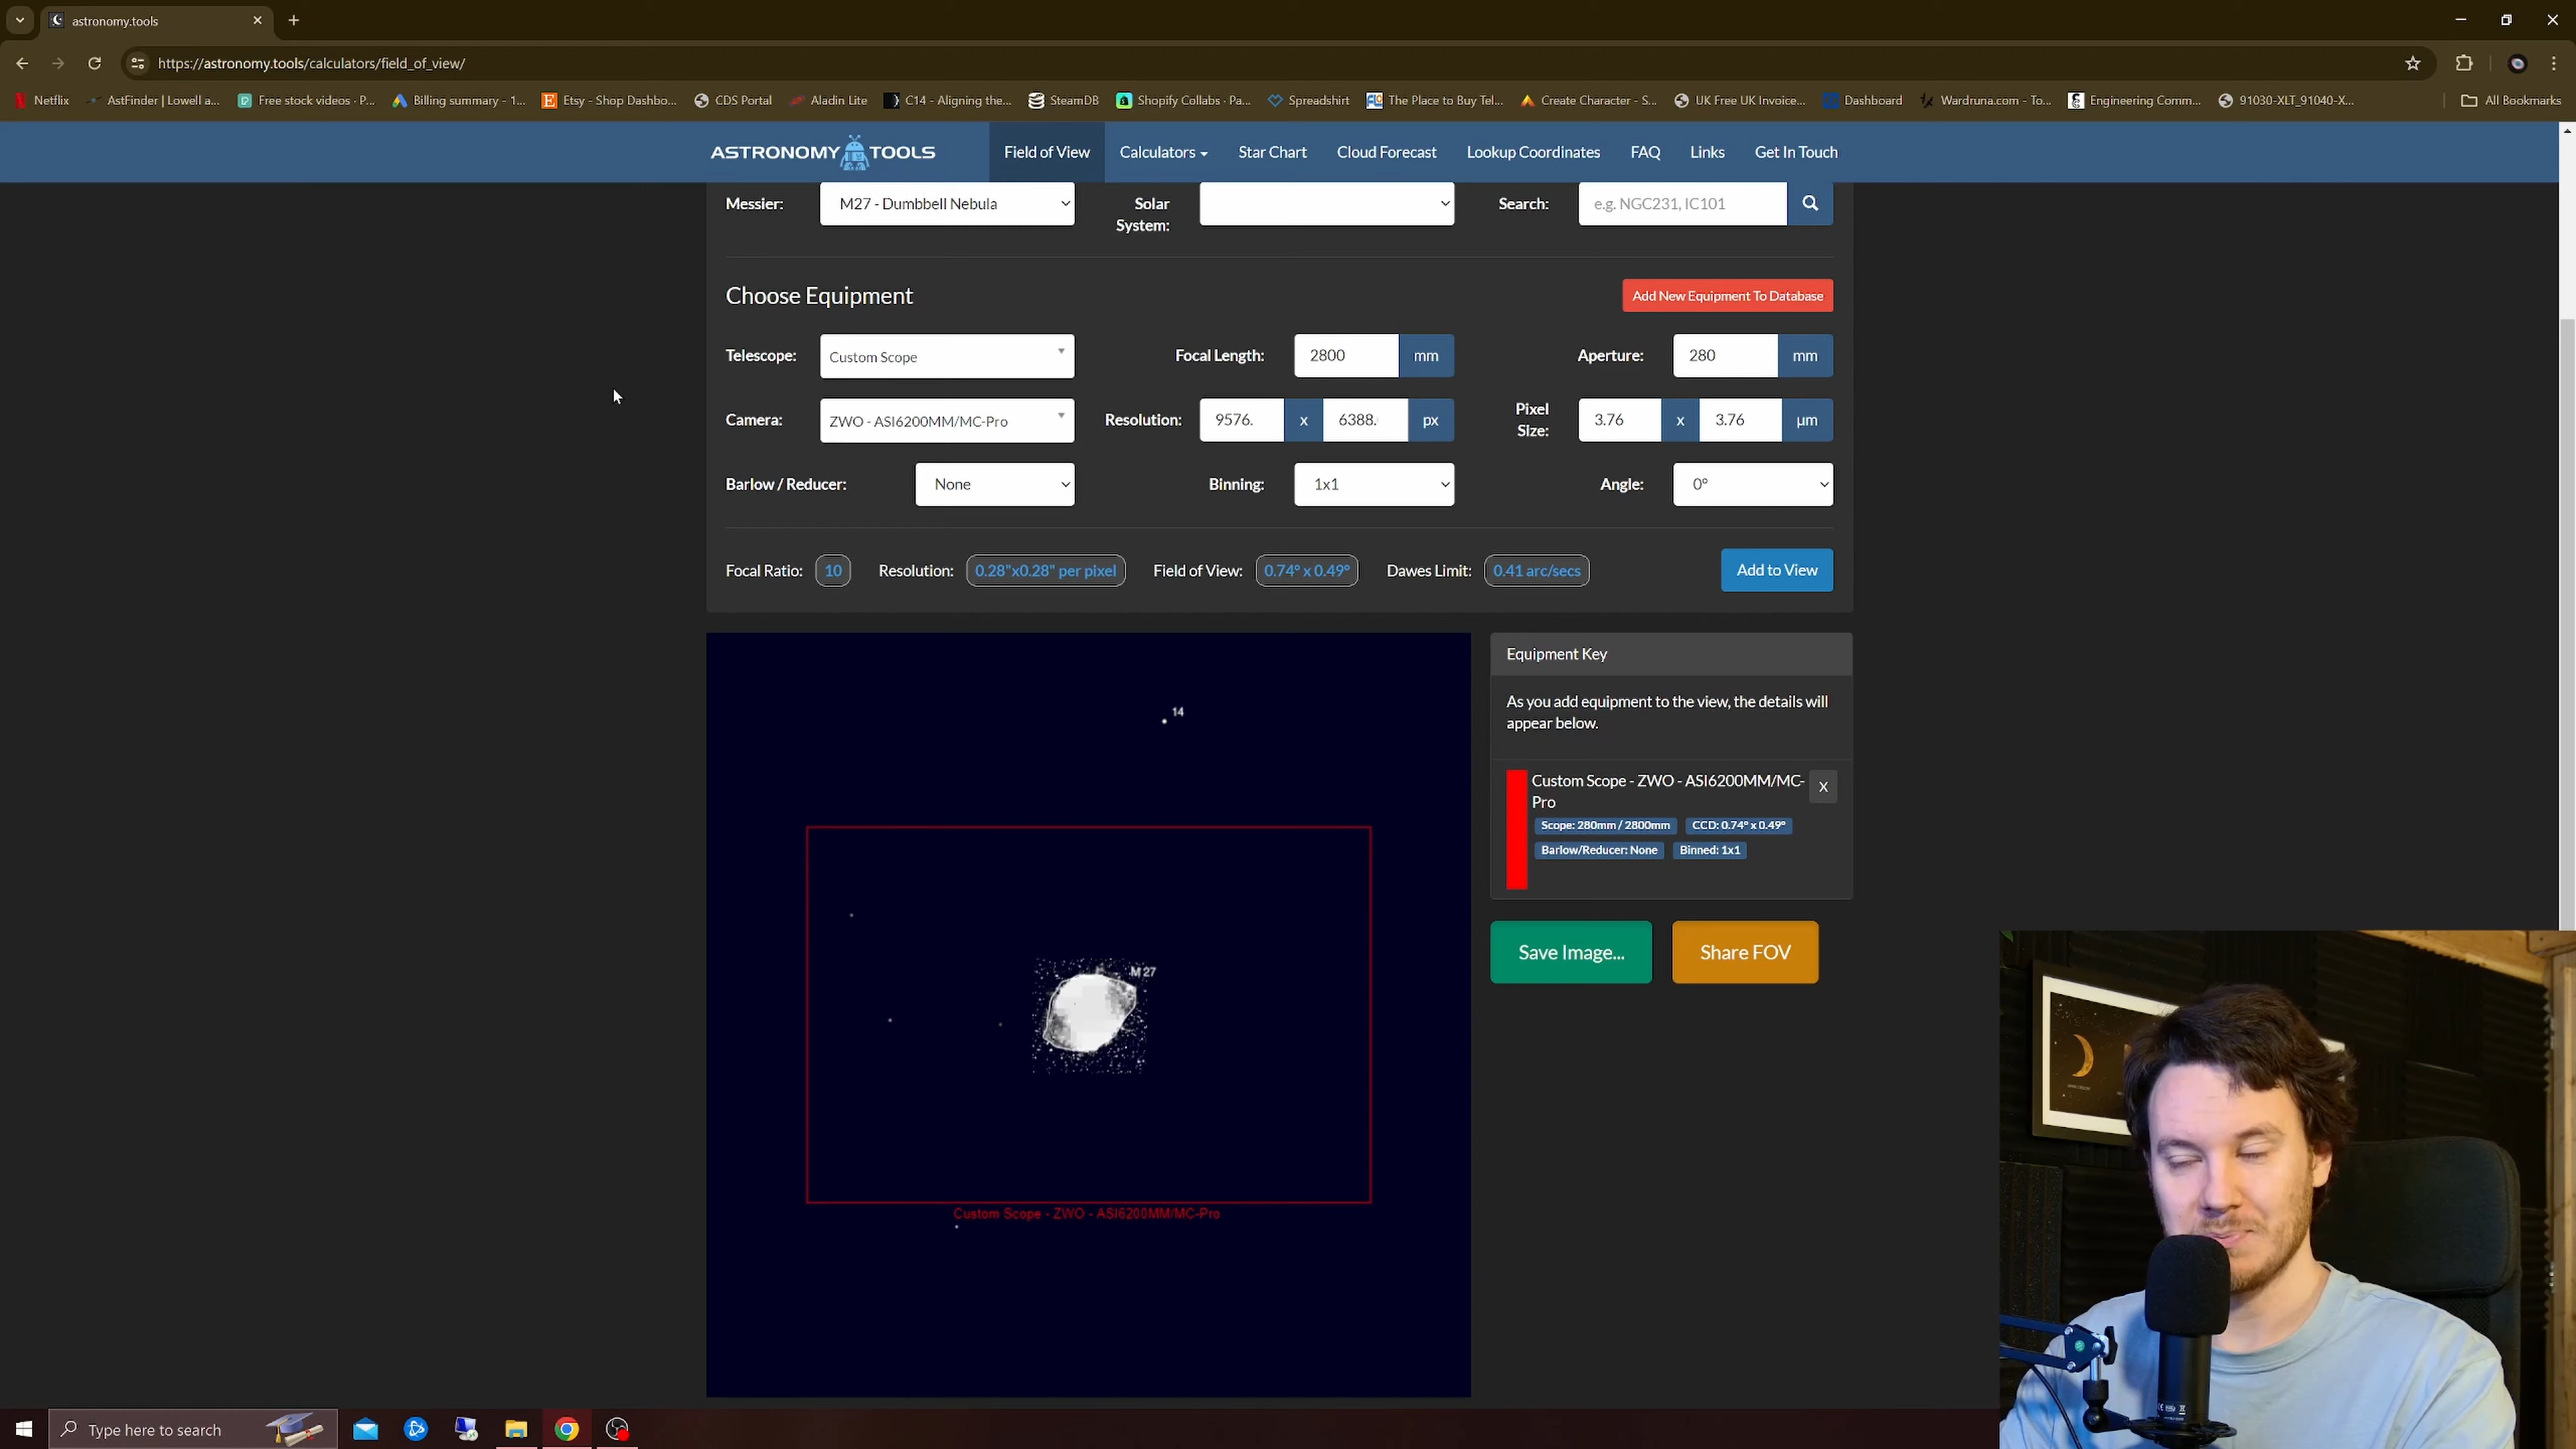 astronomy.tools
https://astronomy.tools/calculators/field_of_view/
Netflix AstFinder | Lowell a... Free stock videos · P... Billing summary - 1... Etsy - Shop Dashbo... CDS Portal Aladin Lite C14 - Aligning the... SteamDB Shopify Collabs · Pa... Spreadshirt The Place to Buy Tel... Create Character - S... UK Free UK Invoice... Dashboard Wardruna.com - To... Engineering Comm... 91030-XLT_91040-X... All Bookmarks
ASTRONOMY TOOLS Field of View Calculators Star Chart Cloud Forecast Lookup Coordinates FAQ Links Get In Touch
Messier: M27 - Dumbbell Nebula Solar System: Search: e.g. NGC231, IC101
Choose Equipment Add New Equipment To Database
Telescope: Custom Scope Focal Length: 2800 mm Aperture: 280 mm
Camera: ZWO - ASI6200MM/MC-Pro Resolution: 9576. x 6388. px Pixel Size: 3.76 x 3.76 µm
Barlow / Reducer: None Binning: 1x1 Angle: 0º
Focal Ratio: 10 Resolution: 0.28"x0.28" per pixel Field of View: 0.74° x 0.49° Dawes Limit: 0.41 arc/secs Add to View
14
M 27
Custom Scope - ZWO - ASI6200MM/MC-Pro
Equipment Key
As you add equipment to the view, the details will
appear below.
Custom Scope - ZWO - ASI6200MM/MC-
Pro
X
Scope: 280mm / 2800mm CCD: 0.74° x 0.49°
Barlow/Reducer: None Binned: 1x1
Save Image... Share FOV
Type here to search